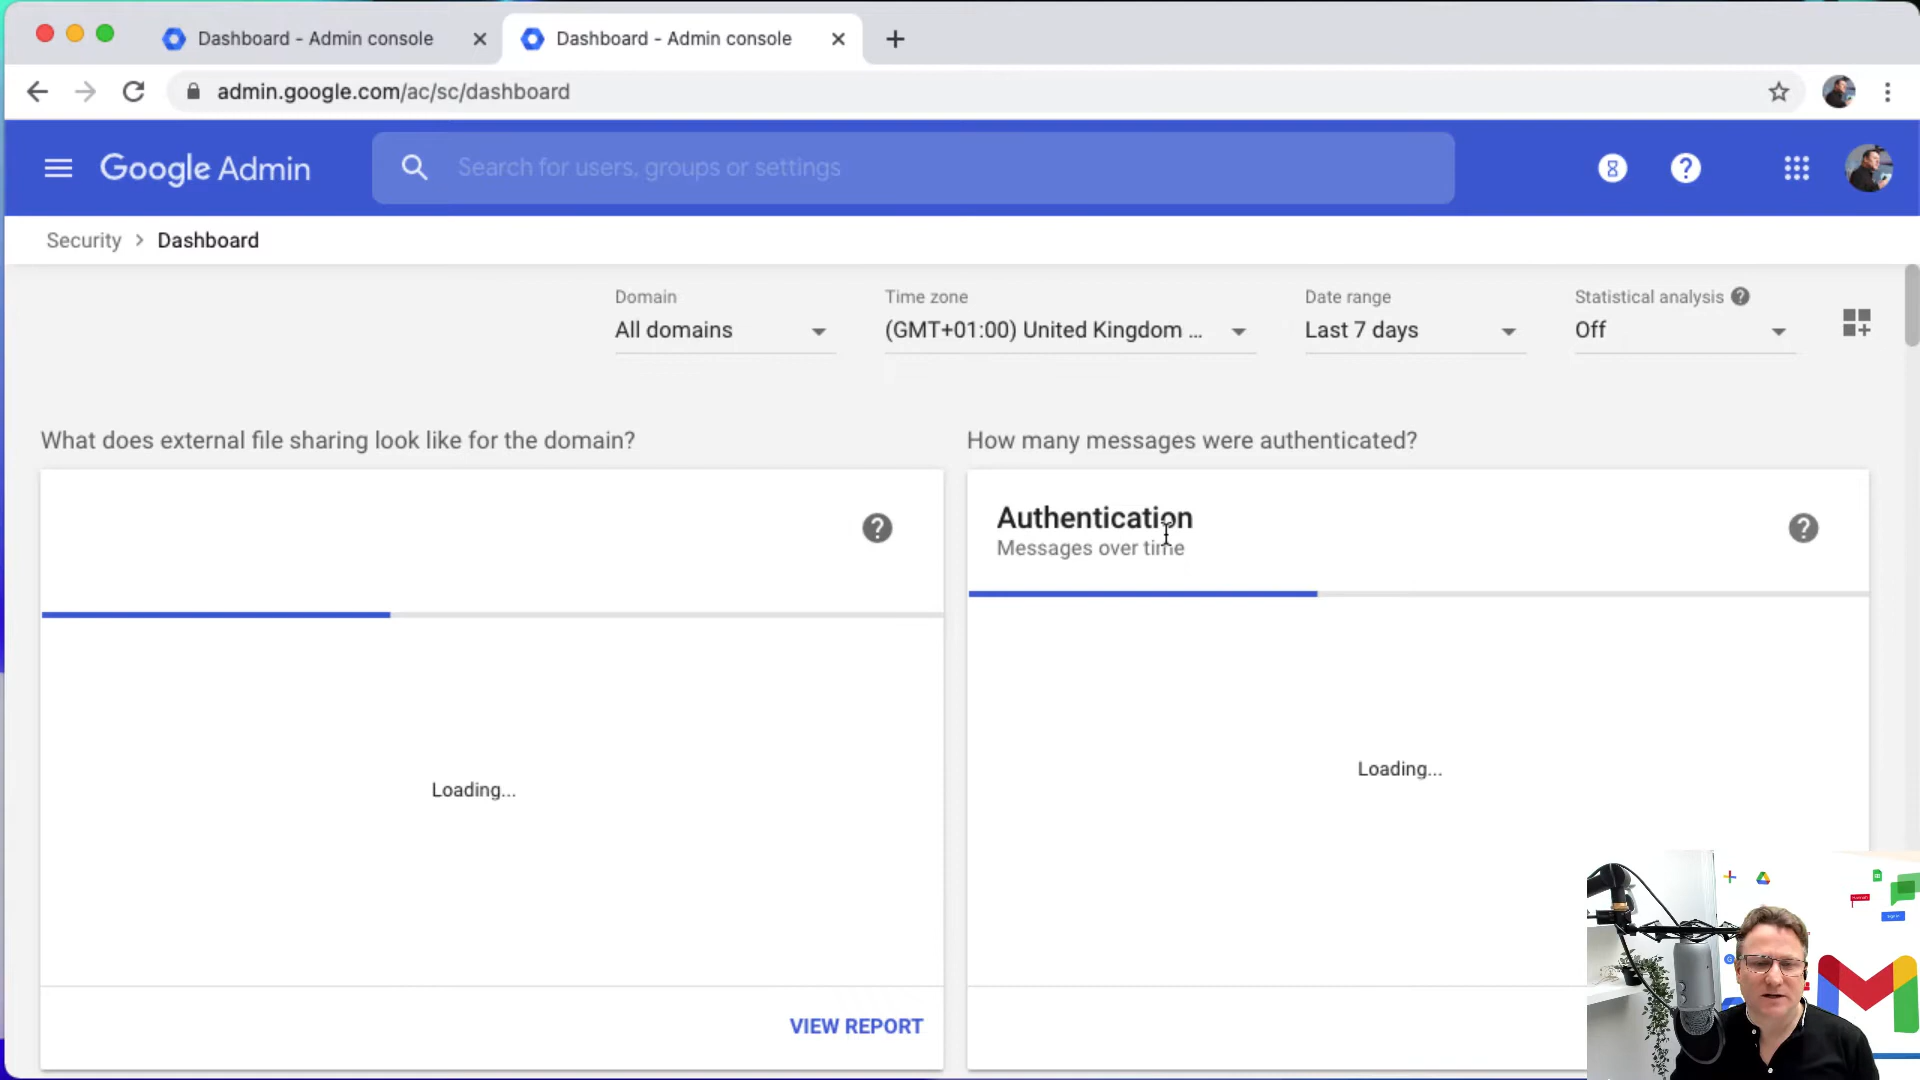 Dashboard - Admin console
Dashboard - Admin console
admin.google.com/ac/sc/dashboard
Google Admin
Search for users, groups or settings
Security > Dashboard
Domain
All domains
Time zone
(GMT+01:00) United Kingdom ...
Date range
Last 7 days
Statistical analysis
Off
What does external file sharing look like for the domain?
Loading...
VIEW REPORT
How many messages were authenticated?
Authentication
Messages over time
Loading...